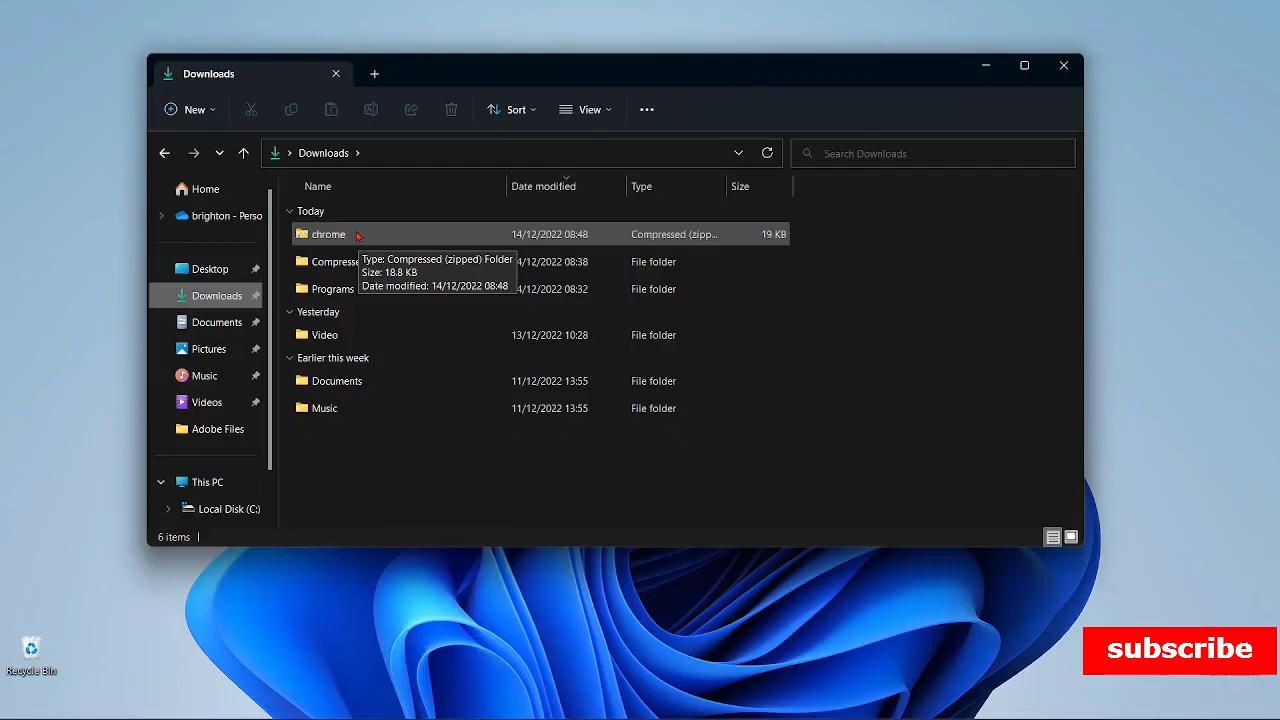 Downloads
New
Sort
View
Downloads
Search Downloads
Home
brighton - Perso
Desktop
Downloads
Documents
Pictures
Music
Videos
Adobe Files
This PC
Local Disk (C:)
Name Date modified Type Size
Today
chrome 14/12/2022 08:48 Compressed (zipp... 19 KB
Compresse 14/12/2022 08:38 File folder
Programs 14/12/2022 08:32 File folder
Type: Compressed (zipped) Folder
Size: 18.8 KB
Date modified: 14/12/2022 08:48
Yesterday
Video 13/12/2022 10:28 File folder
Earlier this week
Documents 11/12/2022 13:55 File folder
Music 11/12/2022 13:55 File folder
6 items
Recycle Bin
subscribe